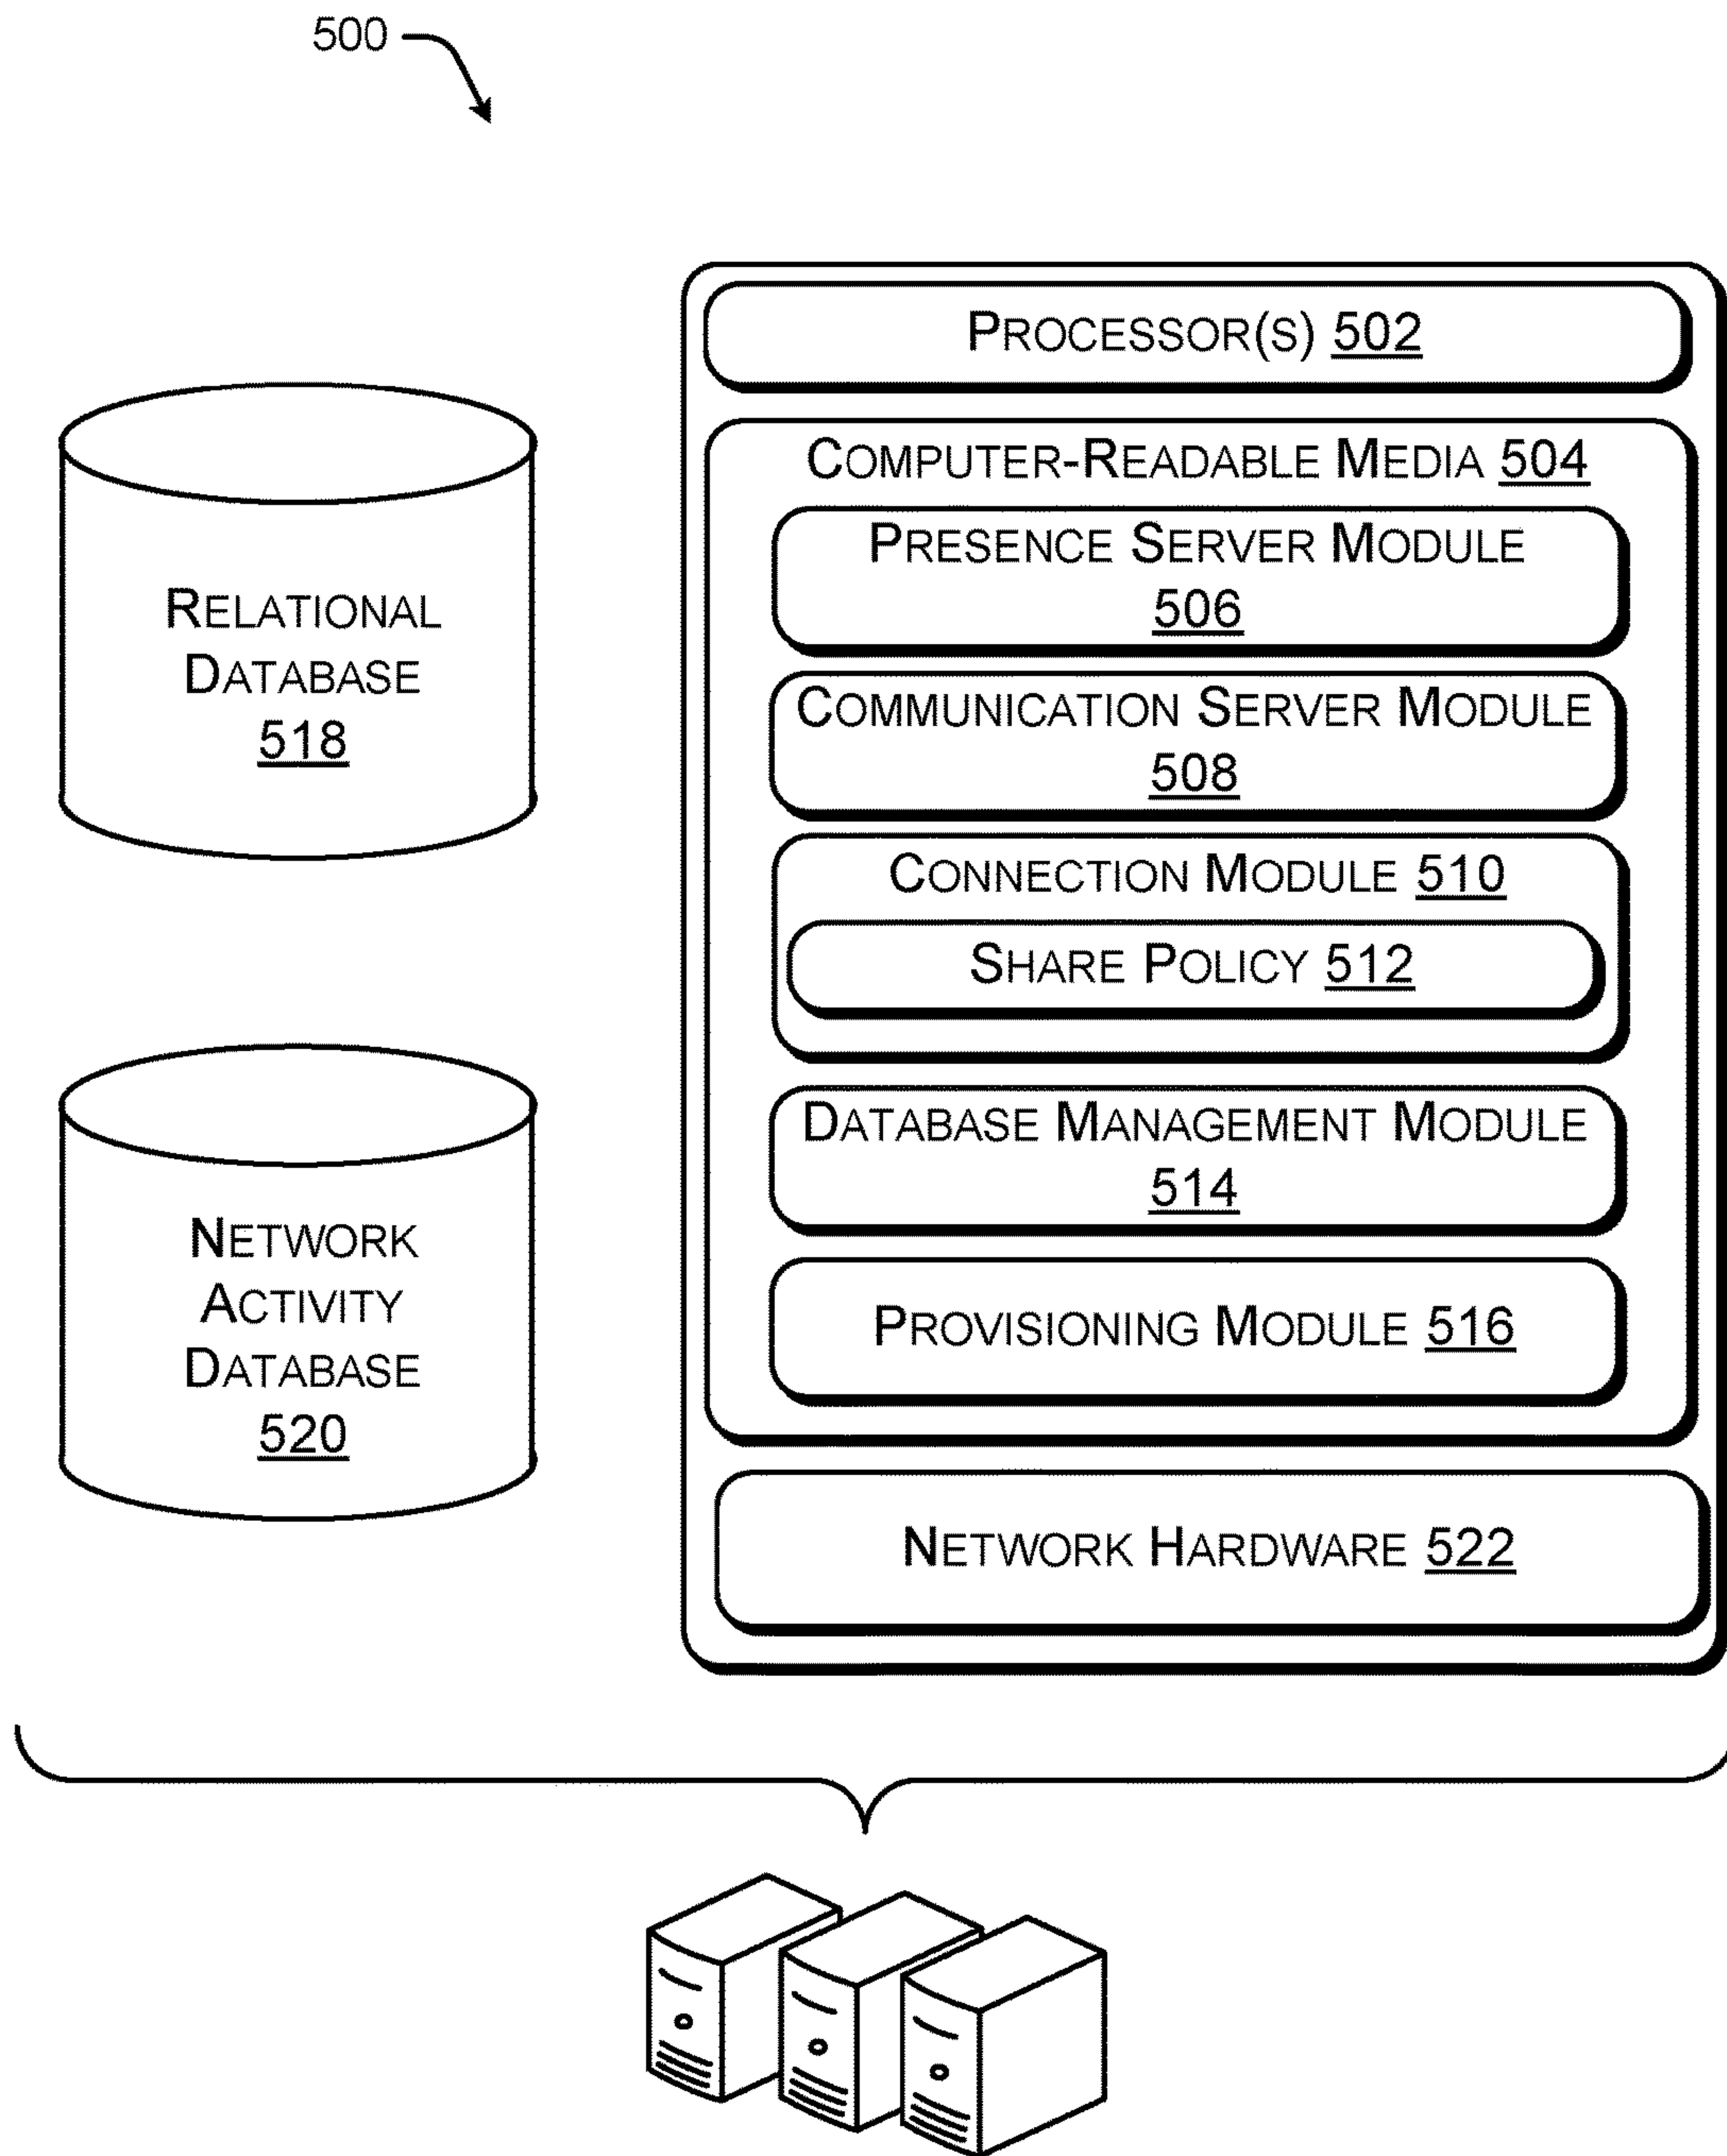 500
PROCESSOR(S) 502
COMPUTER-READABLE MEDIA 504
PRESENCE SERVER MODULE
506
COMMUNICATION SERVER MODULE
508
CONNECTION MODULE 510
SHARE POLICY 512
DATABASE MANAGEMENT MODULE
514
PROVISIONING MODULE 516
NETWORK HARDWARE 522
RELATIONAL
DATABASE
518
NETWORK
ACTIVITY
DATABASE
520